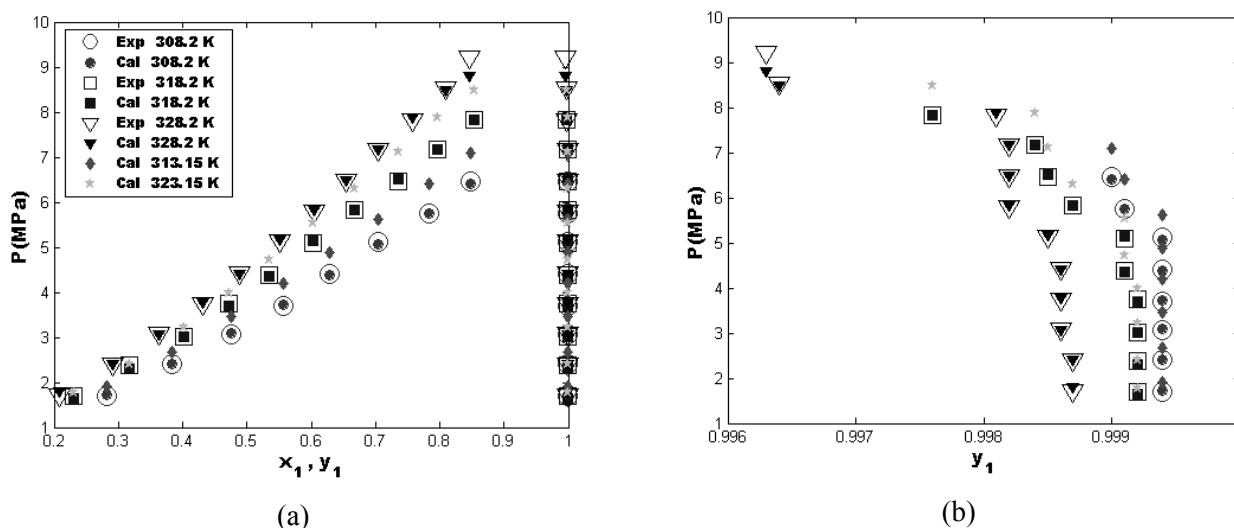 10
9
8
7
6
5
4
3
2
1
P(MPa)
Exp 308.2 K
Cal 308.2 K
Exp 318.2 K
Cal 318.2 K
Exp 328.2 K
Cal 328.2 K
Cal 313.15 K
Cal 323.15 K
0.2 0.3 0.4 0.5 0.6 0.7 0.8 0.9 1
x1 , y1
(a)
10
9
8
7
6
5
4
3
2
1
P(MPa)
0.996 0.997 0.998 0.999
y1
(b)